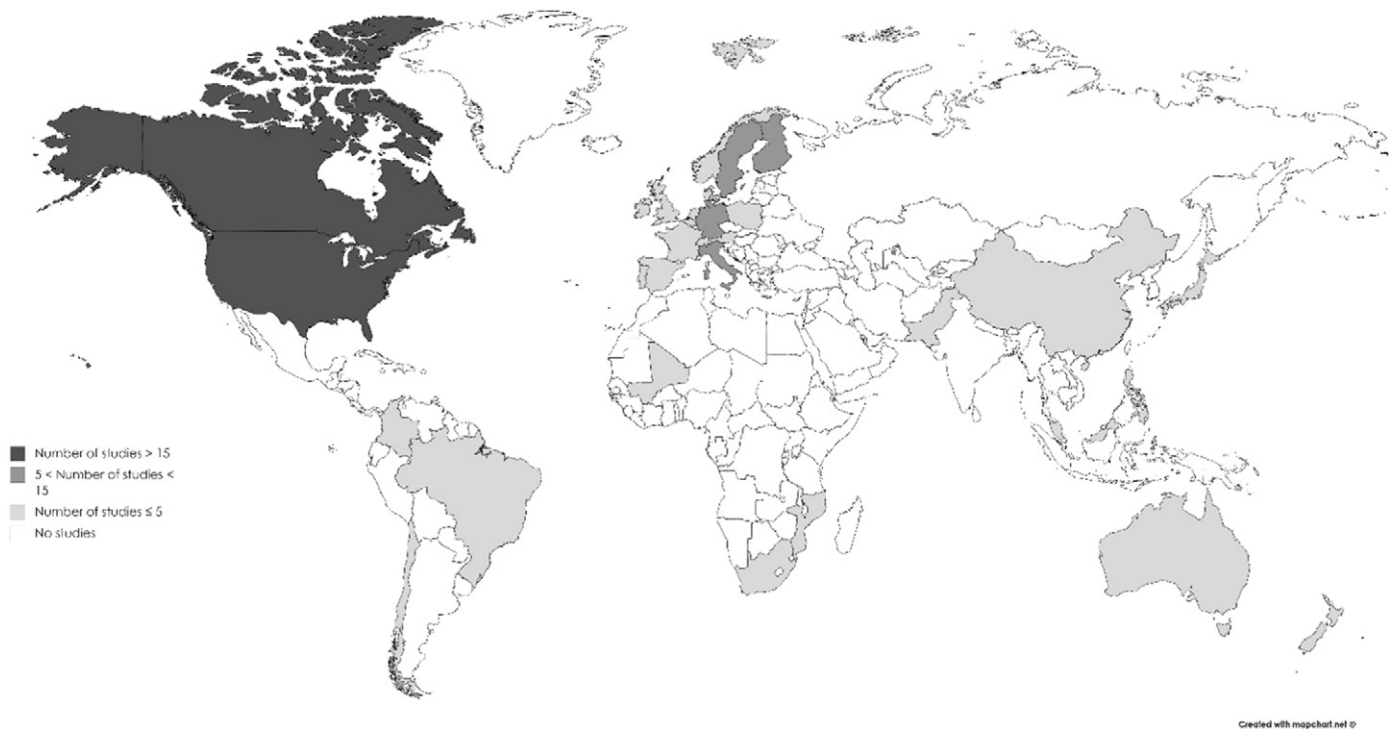 Number of studies > 15
5 < Number of studies <
15
Number of studies ≤ 5
No studies
Created with mapchart.net ©